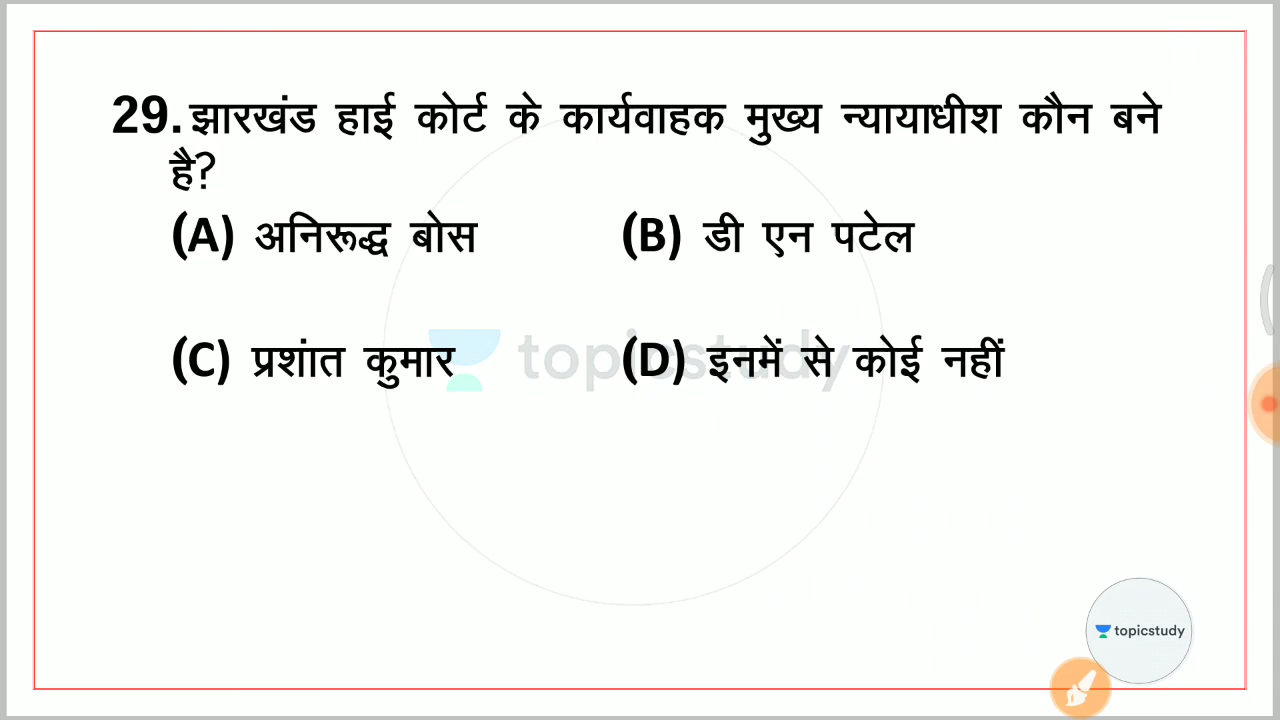 29. झारखंड हाई कोर्ट के कार्यवाहक मुख्य न्यायाधीश कौन बने
है?
(A) अनिरूद्ध बोस (B) डी एन पटेल
(C) प्रशांत कुमार (D) इनमें से कोई नहीं
topicstudy
topicstudy